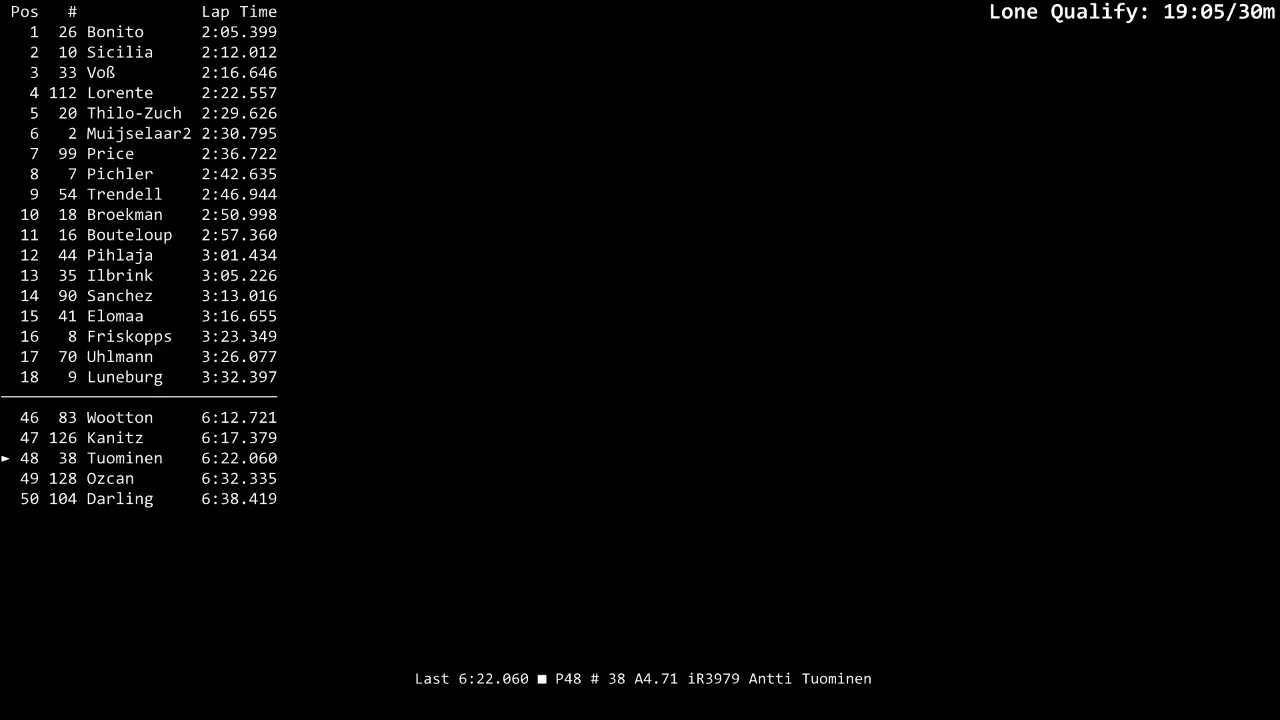 Pos # Lap Time
Lone Qualify: 19:05/30m
1 26 Bonito 2:05.399
2 10 Sicilia 2:12.012
3 33 Voß 2:16.646
4 112 Lorente 2:22.557
5 20 Thilo-Zuch 2:29.626
6 2 Muijselaar2 2:30.795
7 99 Price 2:36.722
8 7 Pichler 2:42.635
9 54 Trendell 2:46.944
10 18 Broekman 2:50.998
11 16 Bouteloup 2:57.360
12 44 Pihlaja 3:01.434
13 35 Ilbrink 3:05.226
14 90 Sanchez 3:13.016
15 41 Elomaa 3:16.655
16 8 Friskopps 3:23.349
17 70 Uhlmann 3:26.077
18 9 Luneburg 3:32.397
46 83 Wootton 6:12.721
47 126 Kanitz 6:17.379
► 48 38 Tuominen 6:22.060
49 128 Ozcan 6:32.335
50 104 Darling 6:38.419
Last 6:22.060 ■ P48 # 38 A4.71 iR3979 Antti Tuominen